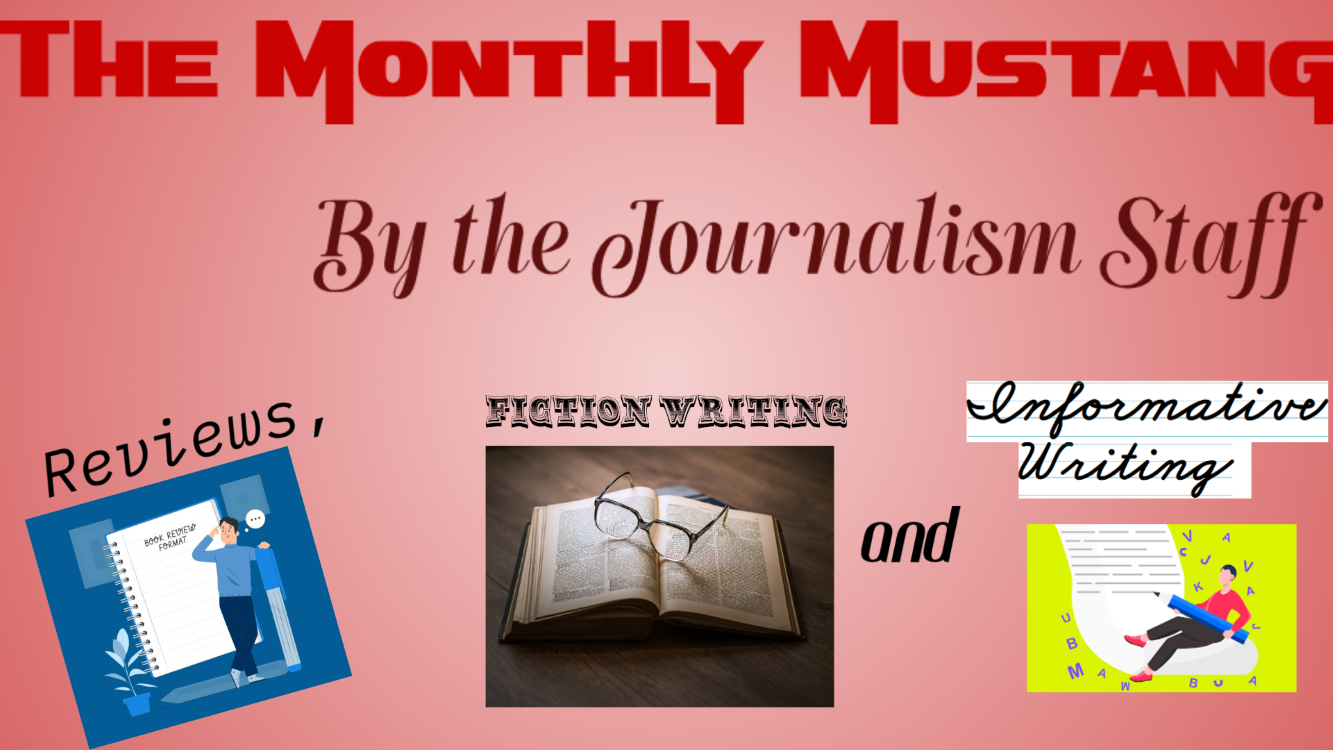 The Monthly Mustang
By the Journalism Staff
Reviews,
FICTION WRITING
and
Informative
Writing
BOOK REVIEW
FORMAT
V A
C J V
K A
U
B
M A W B U A